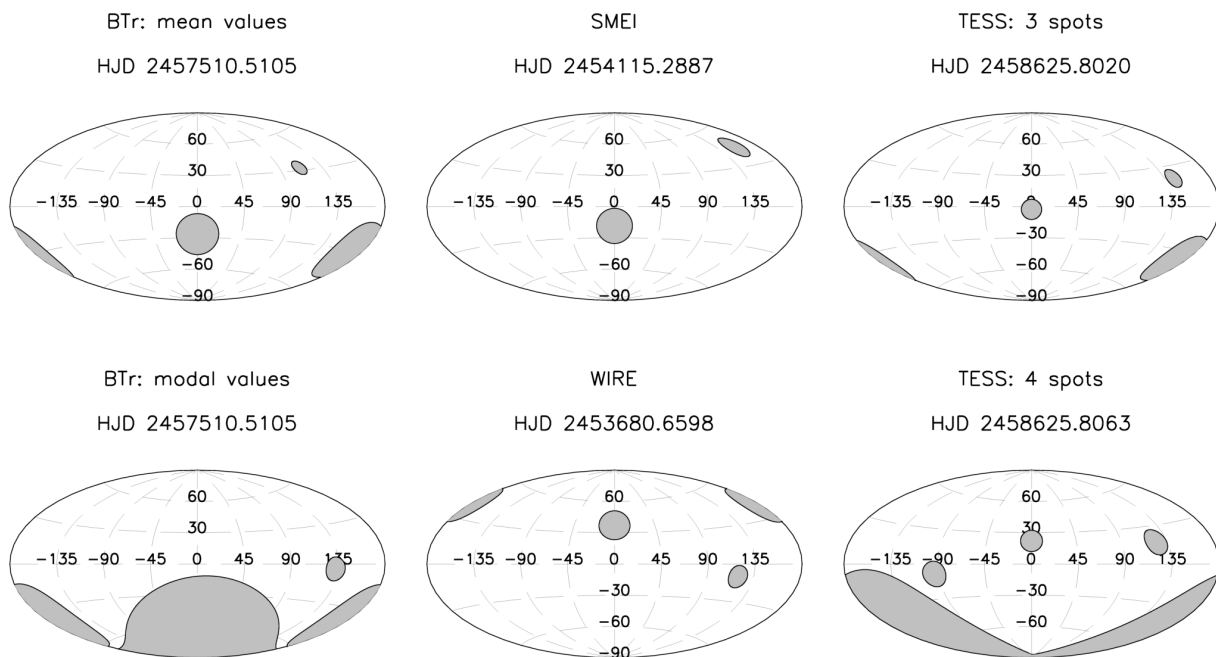 BTr: mean values
HJD 2457510.5105
60
30
-135 -90 -45 0 45 90 135
-60
-90
SMEI
HJD 2454115.2887
60
30
-135 -90 -45 0 45 90 135
-60
-90
TESS: 3 spots
HJD 2458625.8020
60
30
-135 -90 -45 0 45 90 135
-30
-60
-90
BTr: modal values
HJD 2457510.5105
60
30
-135 -90 -45 0 45 90 135
WIRE
HJD 2453680.6598
60
-135 -90 -45 0 45 90 135
-30
-60
-90
TESS: 4 spots
HJD 2458625.8063
60
30
-135 -90 -45 0 45 90 135
-30
-60